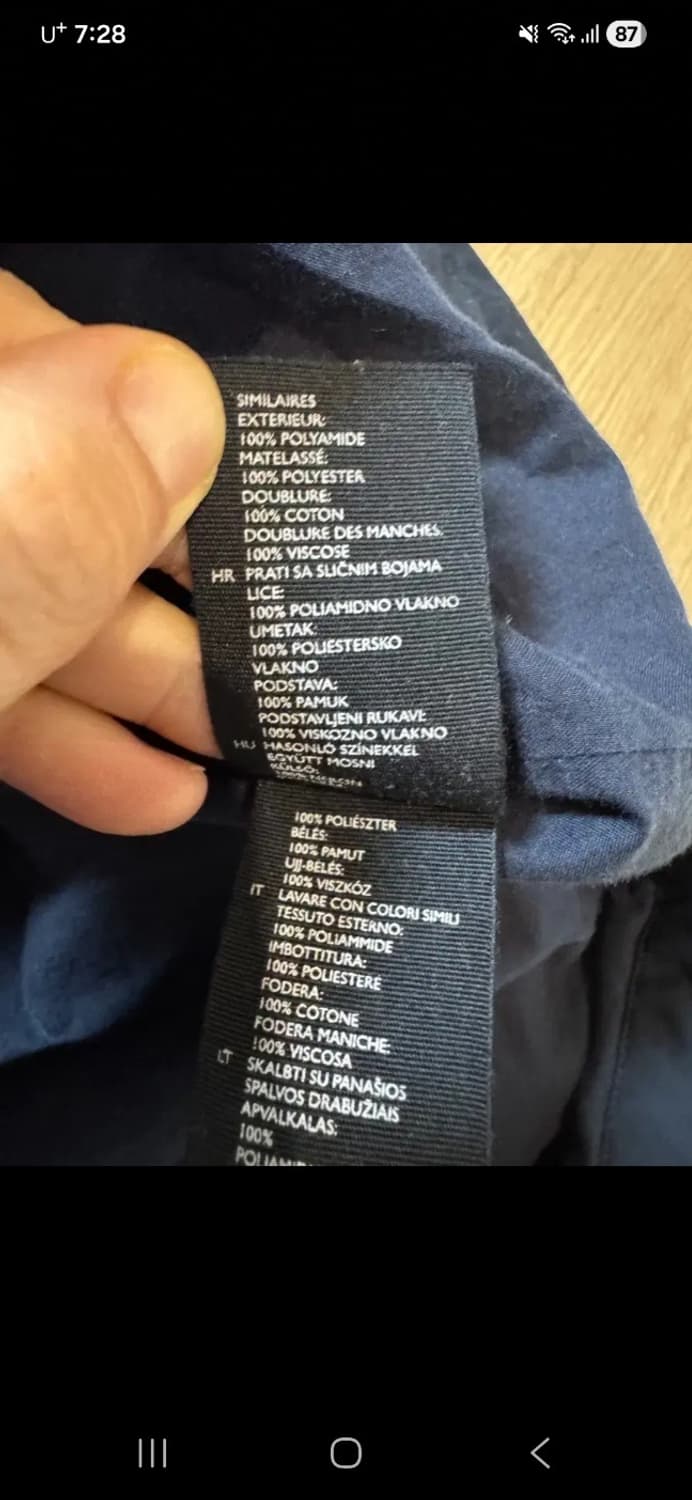 U+ 7:28
87
SIMILAIRES
EXTERIEUR:
100% POLYAMIDE
MATELASSÉ:
100% POLYESTER
DOUBLURE:
100% COTON
DOUBLURE DES MANCHES:
100% VISCOSE
HR PRATI SA SLIČNIM BOJAMA
LICE:
100% POLIAMIDNO VLAKNO
UMETAK:
100% POLIESTERSKO
VLAKNO
PODSTAVA:
100% PAMUK
PODSTAVLJENI RUKAVI:
100% VISKOZNO VLAKNO
HU HASONLÓ SZÍNEKKEL
EGYÜTT MOSNI
KÜLSŐ:
100%
100% POLIÉSZTER
BÉLÉS:
100% PAMUT
UJJ-BÉLÉS:
100% VISZKÓZ
IT LAVARE CON COLORI SIMILI
TESSUTO ESTERNO:
100% POLIAMMIDE
IMBOTTITURA:
100% POLIESTERE
FODERA:
100% COTONE
FODERA MANICHE:
100% VISCOSA
LT SKALBTI SU PANAŠIOS
SPALVOS DRABUŽIAIS
APVALKALAS:
100%